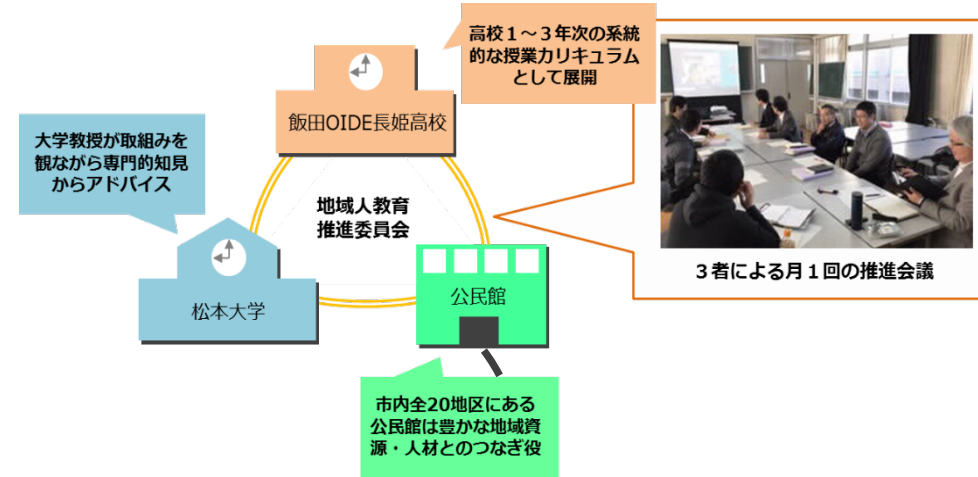 高校１～３年次の系統
的な授業カリキュラム
として展開
飯田OIDE長姫高校
大学教授が取組みを
観ながら専門的知見
からアドバイス
地域人教育
推進委員会
松本大学
公民館
３者による月１回の推進会議
市内全20地区にある
公民館は豊かな地域資
源・人材とのつなぎ役